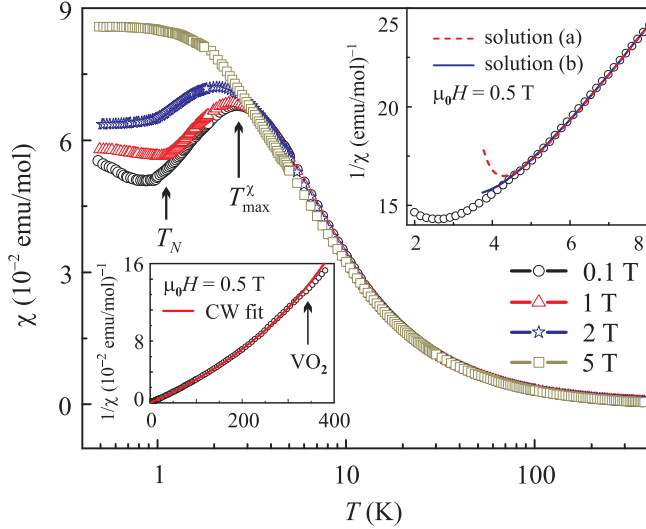 9
6
3
0
χ (10⁻² emu/mol)
1
10
100
T (K)
T_N
T^χ_max
0.1 T
1 T
2 T
5 T
25
20
15
1/χ (emu/mol)⁻¹
2
4
6
8
solution (a)
solution (b)
μ₀H = 0.5 T
16
12
8
4
0
1/χ (10⁻² emu/mol)⁻¹
0
200
400
μ₀H = 0.5 T
CW fit
VO₂